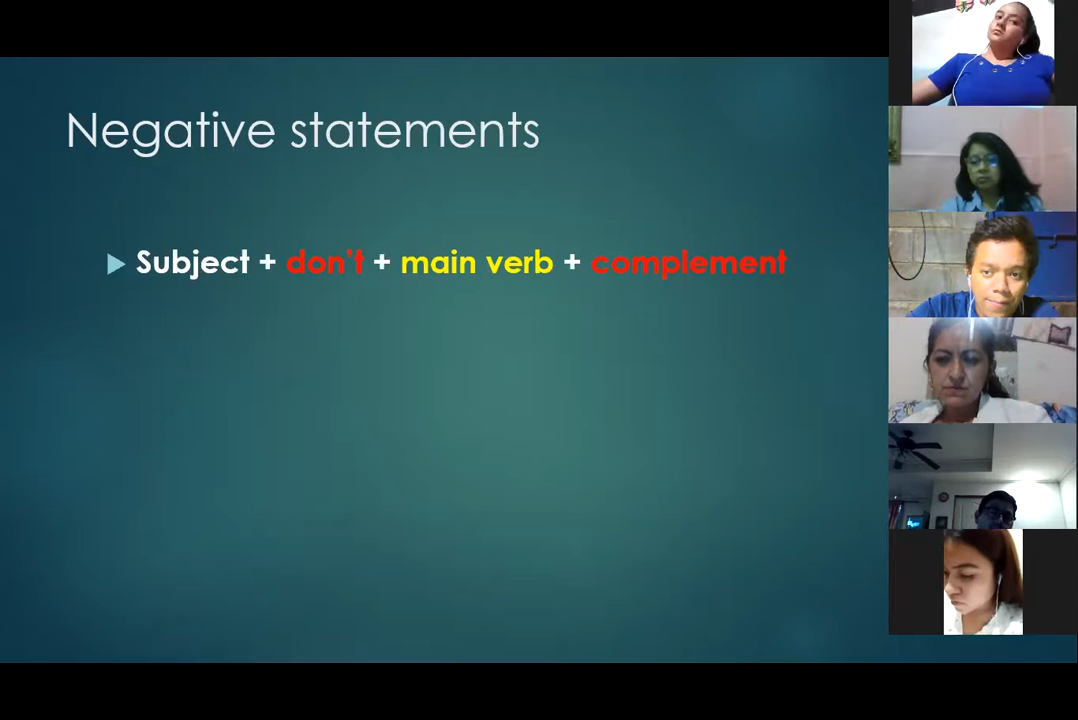 Negative statements
Subject + don't + main verb + complement